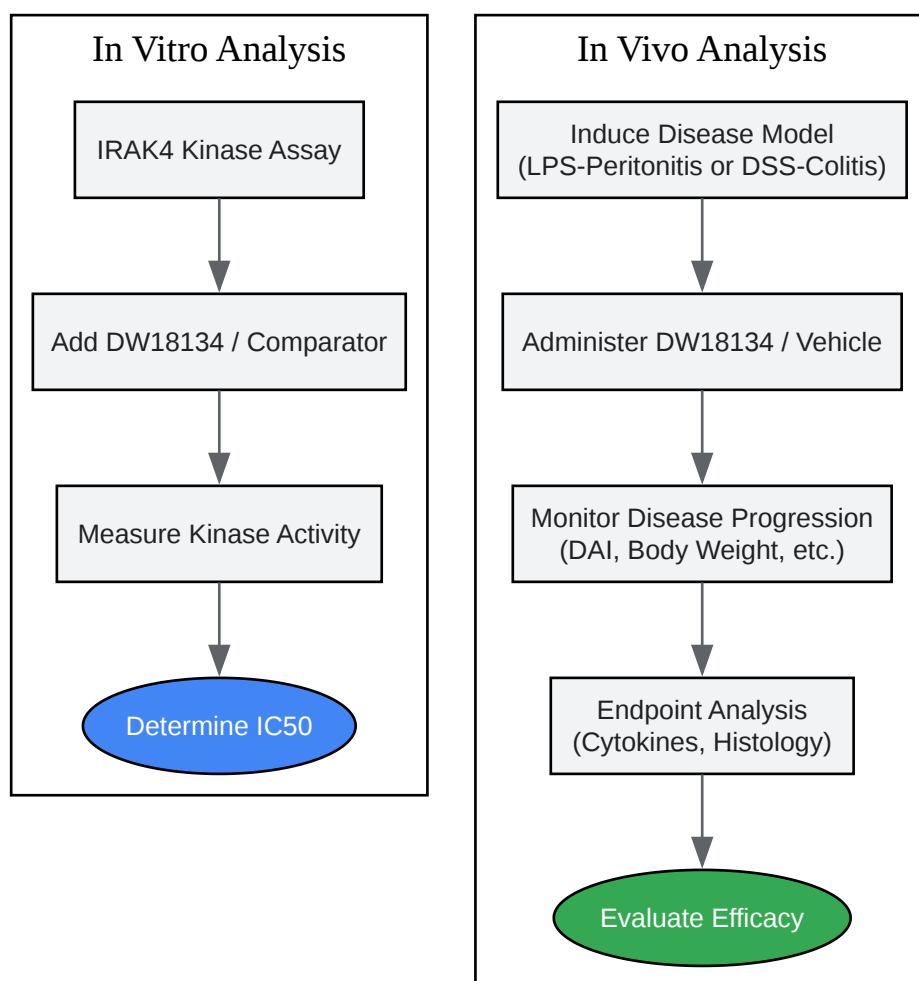 In Vitro Analysis
IRAK4 Kinase Assay
Add DW18134 / Comparator
Measure Kinase Activity
Determine IC50
In Vivo Analysis
Induce Disease Model
(LPS-Peritonitis or DSS-Colitis)
Administer DW18134 / Vehicle
Monitor Disease Progression
(DAI, Body Weight, etc.)
Endpoint Analysis
(Cytokines, Histology)
Evaluate Efficacy